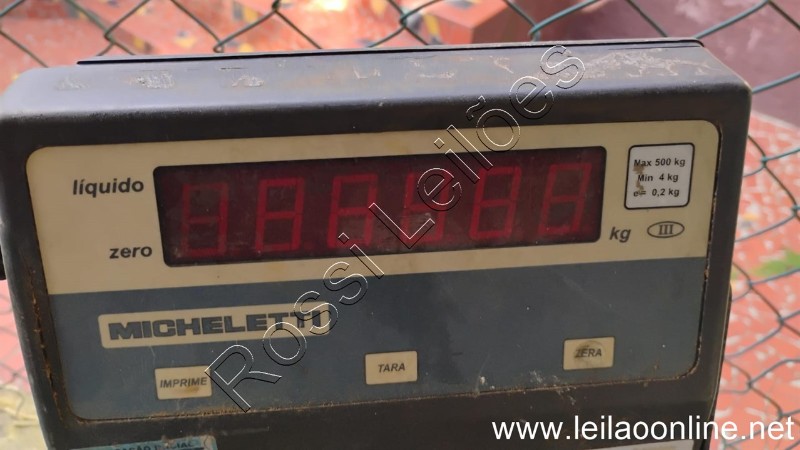 líquido
zero
Max 500 kg
Min 4 kg
e= 0,2 kg
kg
III
MICHELETTI
IMPRIME
TARA
ZERA
Rossi Leilões
www.leilaoonline.net